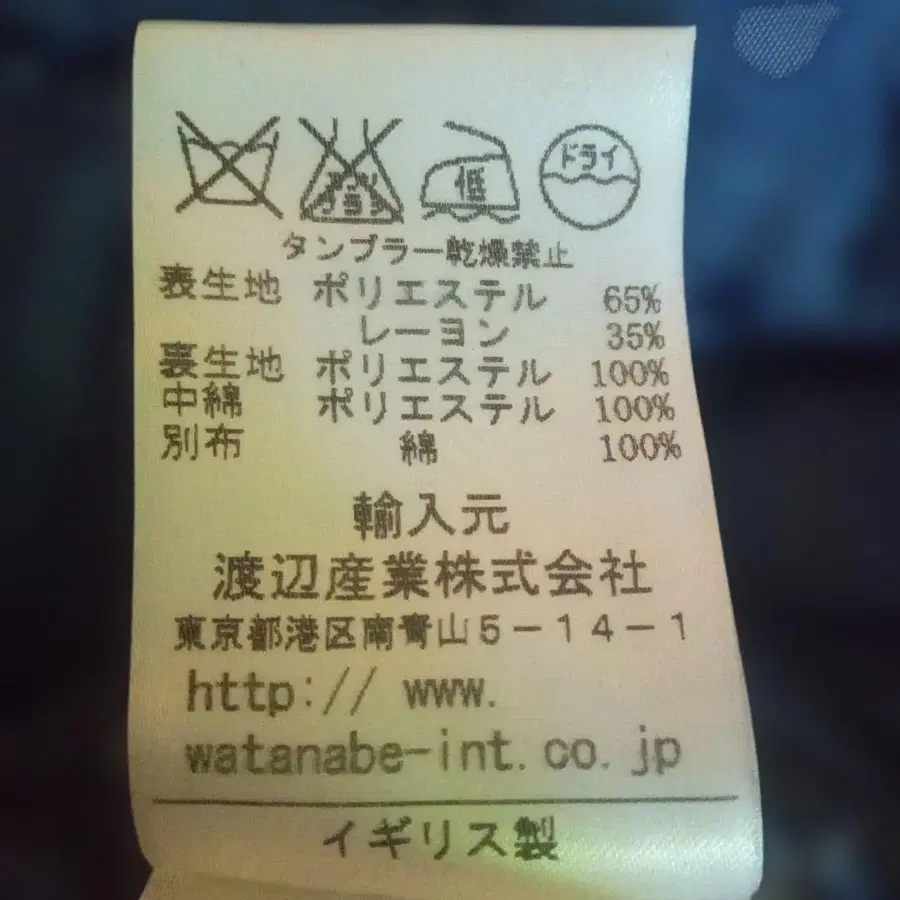 ドライ
低
タンブラー乾燥禁止
表生地 ポリエステル 65%
レーヨン 35%
裏生地 ポリエステル 100%
中綿 ポリエステル 100%
別布 綿 100%
輸入元
渡辺産業株式会社
東京都港区南青山5-14-1
http:// www.
watanabe-int.co.jp
イギリス製